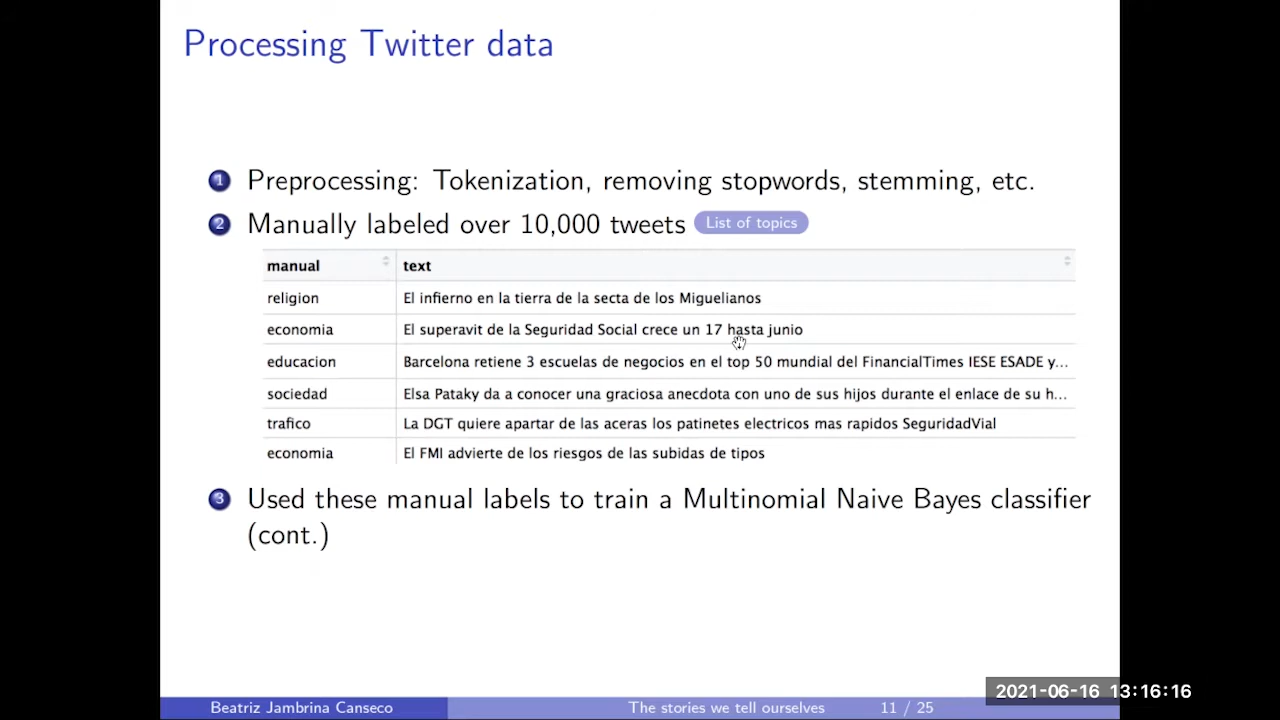 Processing Twitter data
1 Preprocessing: Tokenization, removing stopwords, stemming, etc.
2 Manually labeled over 10,000 tweets List of topics
manual text
religion El infierno en la tierra de la secta de los Miguelianos
economia El superavit de la Seguridad Social crece un 17 hasta junio
educacion Barcelona retiene 3 escuelas de negocios en el top 50 mundial del FinancialTimes IESE ESADE y...
sociedad Elsa Pataky da a conocer una graciosa anecdota con uno de sus hijos durante el enlace de su h...
trafico La DGT quiere apartar de las aceras los patinetes electricos mas rapidos SeguridadVial
economia El FMI advierte de los riesgos de las subidas de tipos
3 Used these manual labels to train a Multinomial Naive Bayes classifier
(cont.)
2021-06-16 13:16:16
Beatriz Jambrina Canseco The stories we tell ourselves 11 / 25